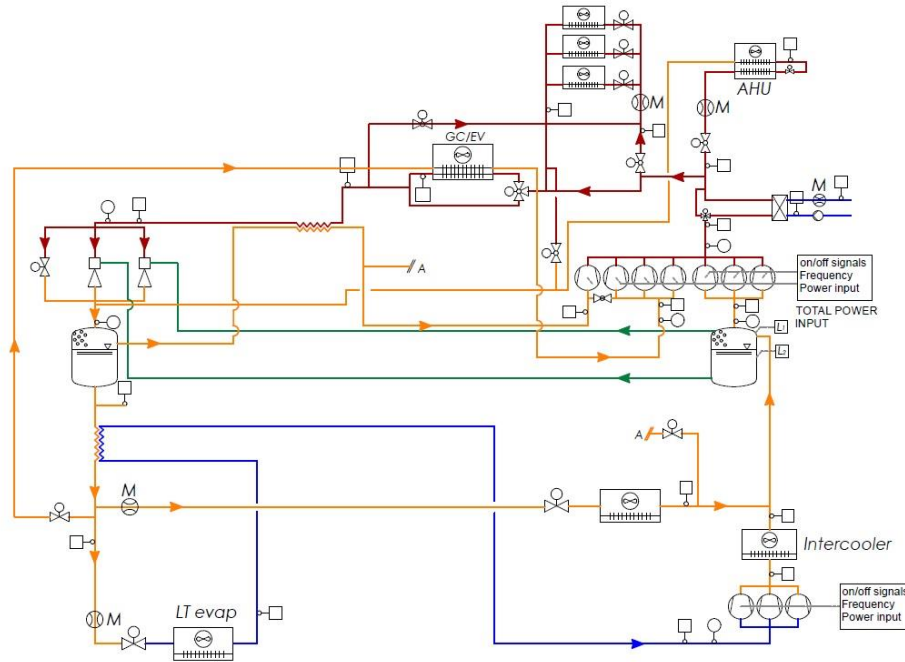 M
AHU
M
GC/EV
M
A
on/off signals
Frequency
Power input
TOTAL POWER
INPUT
L1
L2
A
M
Intercooler
on/off signals
Frequency
Power input
M
LT evap